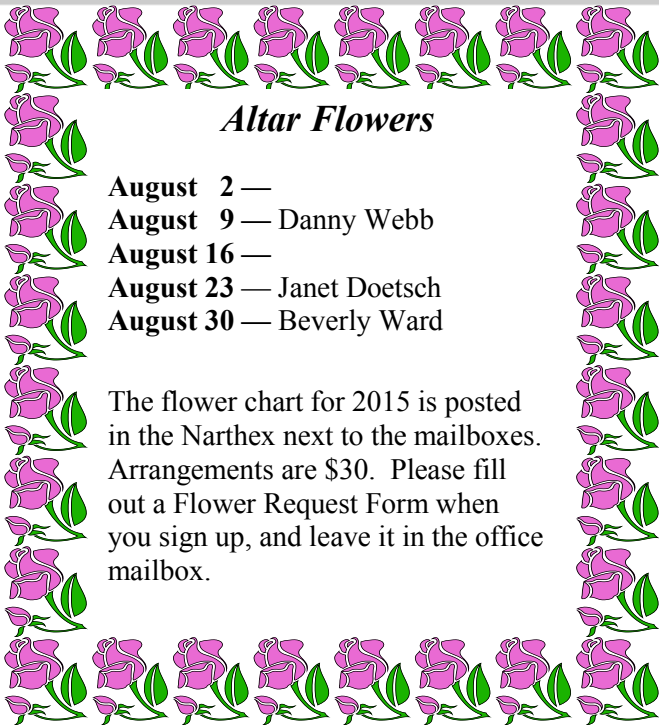 Altar Flowers
August 2 —
August 9 — Danny Webb
August 16 —
August 23 — Janet Doetsch
August 30 — Beverly Ward
The flower chart for 2015 is posted
in the Narthex next to the mailboxes.
Arrangements are $30. Please fill
out a Flower Request Form when
you sign up, and leave it in the office
mailbox.